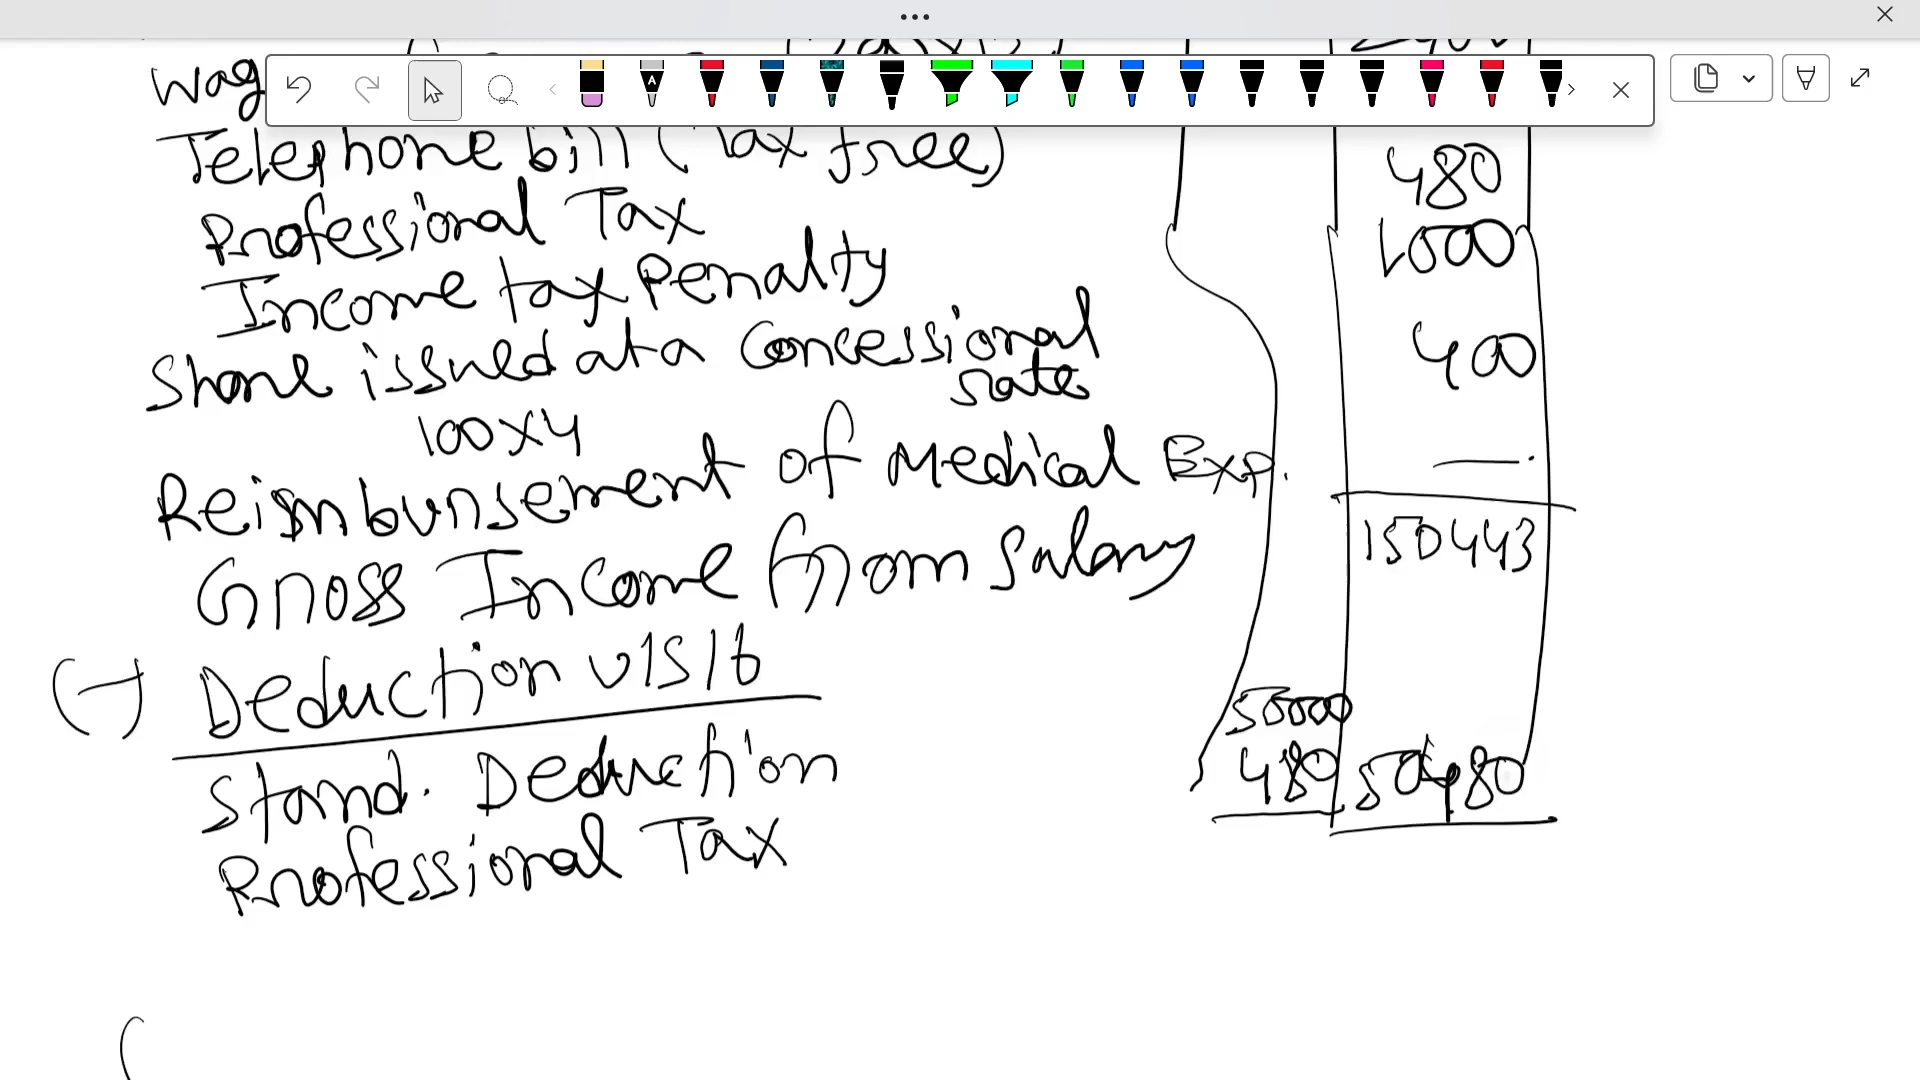 Wag
Telephone bill (Tax free)
480
Professional Tax
1000
Income tax Penalty
Share issued at a Concessional rate
400
100x4
Reimbursement of Medical Exp.
Gross Income from Salary
150443
(-) Deduction u/s 16
Stand. Deduction
50000
Professional Tax
480 50480